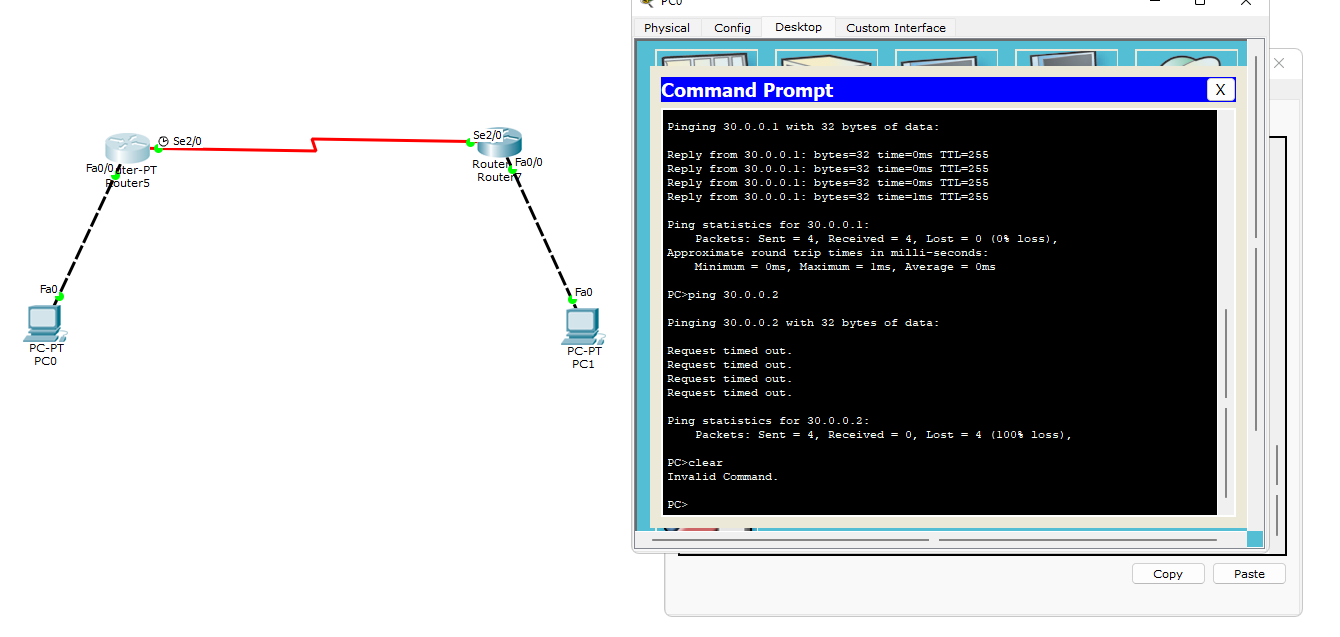 PC0
Physical Config Desktop Custom Interface
Command Prompt
X
Pinging 30.0.0.1 with 32 bytes of data:
Reply from 30.0.0.1: bytes=32 time=0ms TTL=255
Reply from 30.0.0.1: bytes=32 time=0ms TTL=255
Reply from 30.0.0.1: bytes=32 time=0ms TTL=255
Reply from 30.0.0.1: bytes=32 time=1ms TTL=255
Ping statistics for 30.0.0.1:
Packets: Sent = 4, Received = 4, Lost = 0 (0% loss),
Approximate round trip times in milli-seconds:
Minimum = 0ms, Maximum = 1ms, Average = 0ms
PC>ping 30.0.0.2
Pinging 30.0.0.2 with 32 bytes of data:
Request timed out.
Request timed out.
Request timed out.
Request timed out.
Ping statistics for 30.0.0.2:
Packets: Sent = 4, Received = 0, Lost = 4 (100% loss),
PC>clear
Invalid Command.
PC>
Copy Paste
Se2/0
Fa0/0
uter-PT
Router5
Se2/0
Router
Fa0/0
Router7
Fa0
PC-PT
PC0
Fa0
PC-PT
PC1